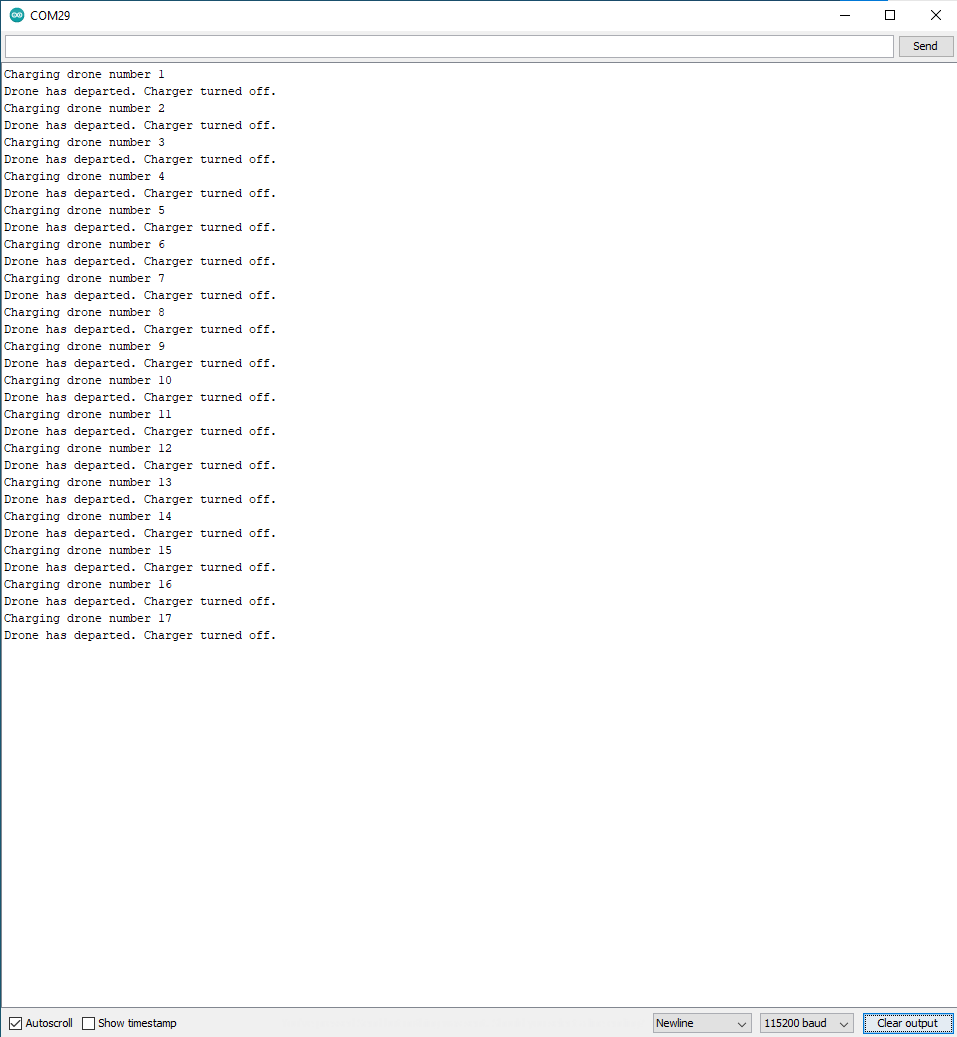 COM29
Send
Charging drone number 1
Drone has departed. Charger turned off.
Charging drone number 2
Drone has departed. Charger turned off.
Charging drone number 3
Drone has departed. Charger turned off.
Charging drone number 4
Drone has departed. Charger turned off.
Charging drone number 5
Drone has departed. Charger turned off.
Charging drone number 6
Drone has departed. Charger turned off.
Charging drone number 7
Drone has departed. Charger turned off.
Charging drone number 8
Drone has departed. Charger turned off.
Charging drone number 9
Drone has departed. Charger turned off.
Charging drone number 10
Drone has departed. Charger turned off.
Charging drone number 11
Drone has departed. Charger turned off.
Charging drone number 12
Drone has departed. Charger turned off.
Charging drone number 13
Drone has departed. Charger turned off.
Charging drone number 14
Drone has departed. Charger turned off.
Charging drone number 15
Drone has departed. Charger turned off.
Charging drone number 16
Drone has departed. Charger turned off.
Charging drone number 17
Drone has departed. Charger turned off.
Autoscroll Show timestamp Newline 115200 baud Clear output